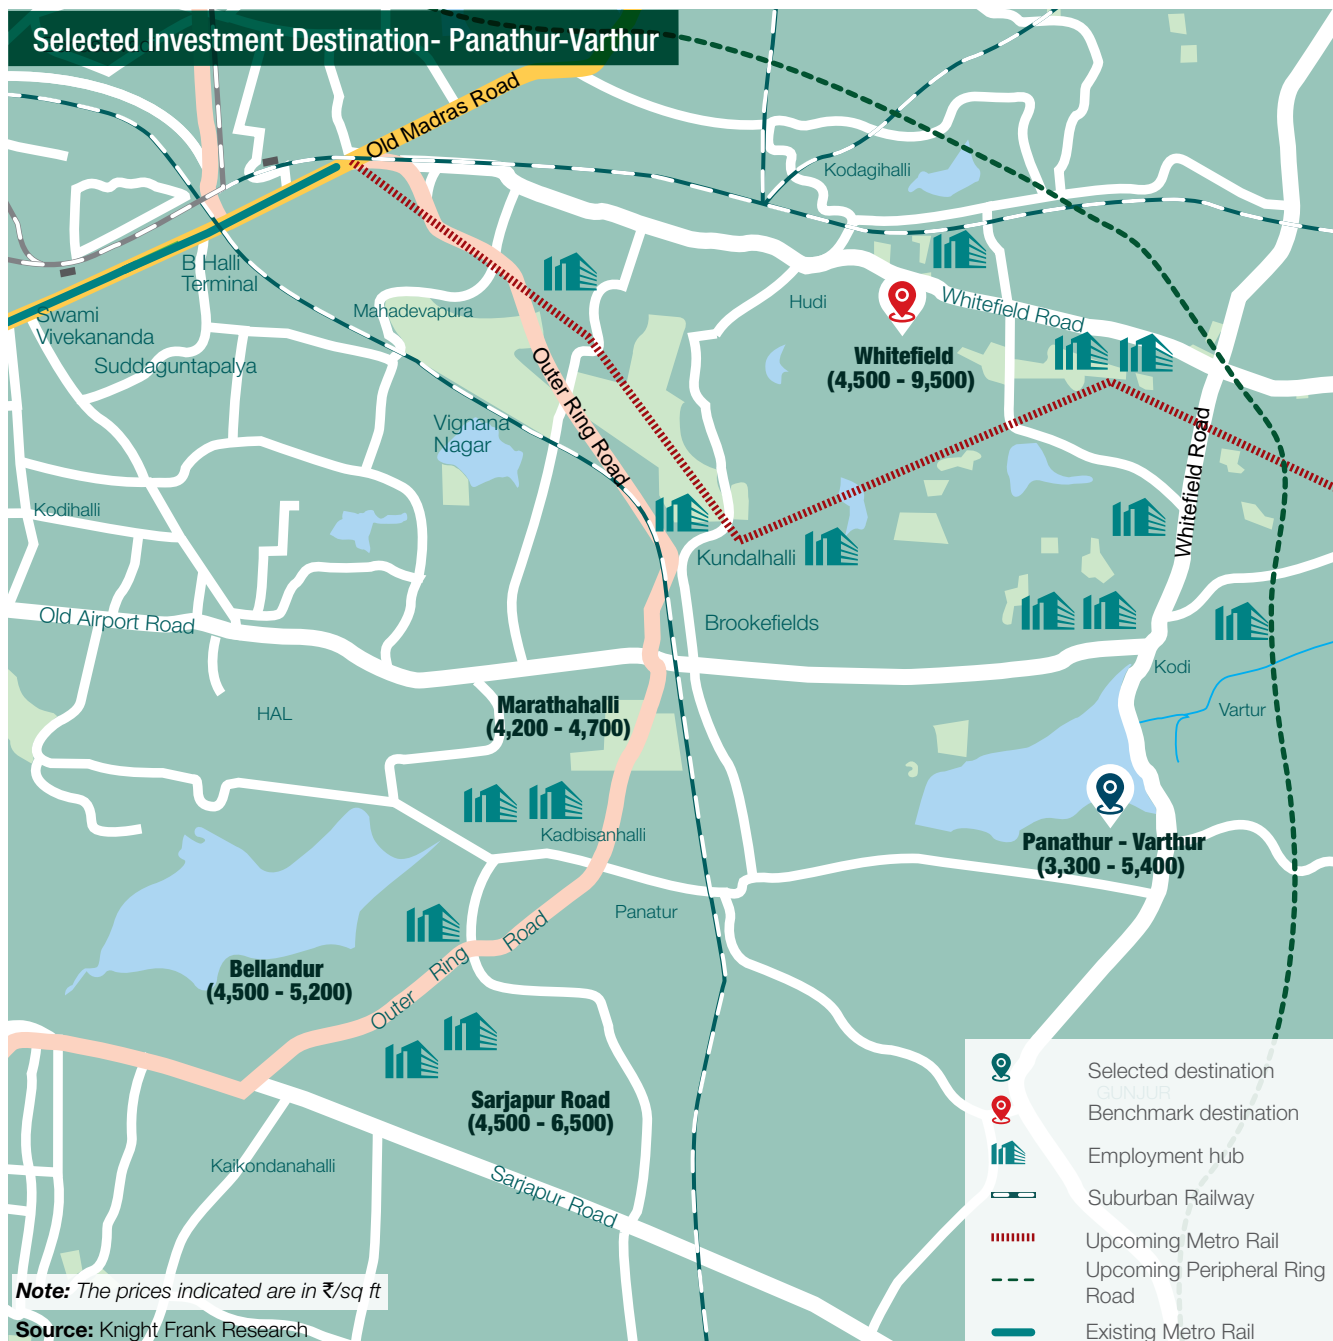 Selected Investment Destination- Panathur-Varthur
Old Madras Road
Kodagihalli
B Halli
Terminal
Swami
Vivekananda
Suddaguntapalya
Mahadevapura
Hudi
Whitefield Road
Whitefield
(4,500 - 9,500)
Outer Ring Road
Vignana
Nagar
Whitefield Road
Kodihalli
Kundalhalli
Old Airport Road
Brookefields
Kodi
Vartur
HAL
Marathahalli
(4,200 - 4,700)
Kadbisanhalli
Panathur - Varthur
(3,300 - 5,400)
Panatur
Outer Ring Road
Bellandur
(4,500 - 5,200)
Sarjapur Road
(4,500 - 6,500)
Kaikondanahalli
Sarjapur Road
Selected destination
GUNJUR
Benchmark destination
Employment hub
Suburban Railway
Upcoming Metro Rail
Upcoming Peripheral Ring
Road
Existing Metro Rail
Note: The prices indicated are in ₹/sq ft
Source: Knight Frank Research